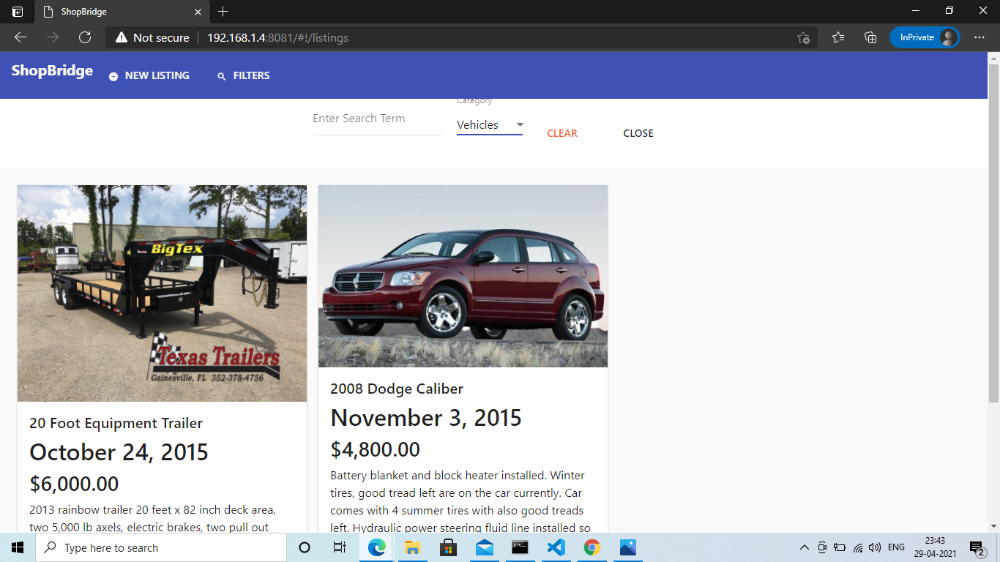 ShopBridge
Not secure
192.168.1.4:8081/#!/listings
InPrivate
ShopBridge
NEW LISTING
FILTERS
Category
Enter Search Term
Vehicles
CLEAR
CLOSE
BigTex
Texas Trailers
Gainesville, FL 352-378-4756
20 Foot Equipment Trailer
October 24, 2015
$6,000.00
2013 rainbow trailer 20 feet x 82 inch deck area,
two 5,000 lb axels, electric brakes, two pull out
2008 Dodge Caliber
November 3, 2015
$4,800.00
Battery blanket and block heater installed. Winter
tires, good tread left are on the car currently. Car
comes with 4 summer tires with also good treads
left. Hydraulic power steering fluid line installed so
Type here to search
ENG
23:43
29-04-2021
2